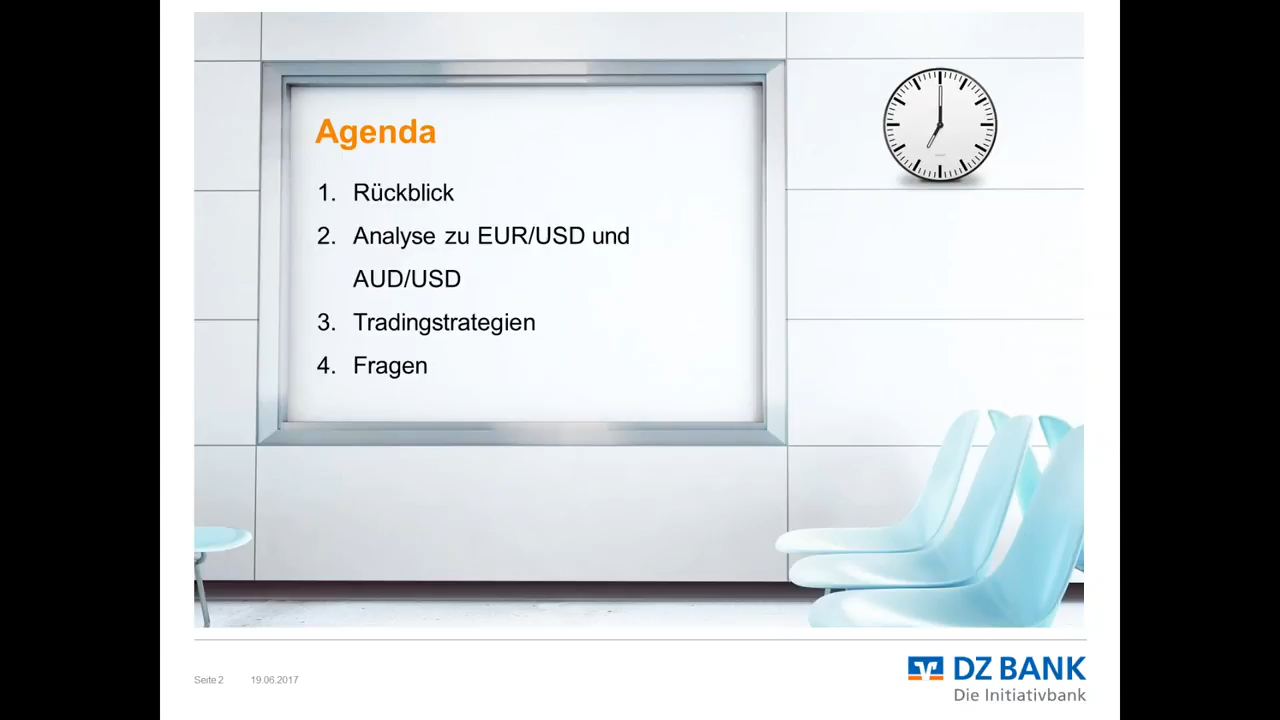 Agenda
1. Rückblick
2. Analyse zu EUR/USD und
AUD/USD
3. Tradingstrategien
4. Fragen
Seite 2 19.06.2017
DZ BANK
Die Initiativbank